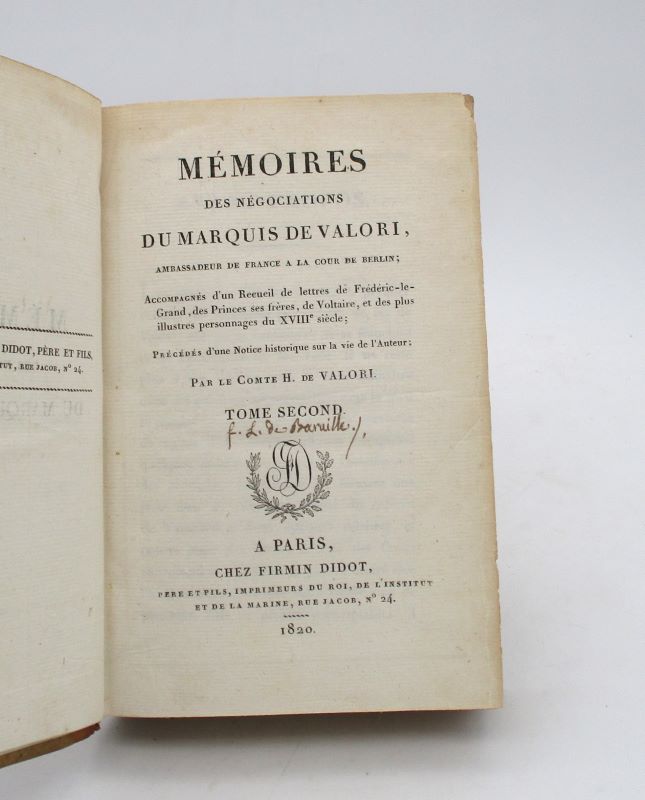 DIDOT, PÈRE ET FILS,
RUE JACOB, Nº 24.
MÉMOIRES
DES NÉGOCIATIONS
DU MARQUIS DE VALORI,
AMBASSADEUR DE FRANCE A LA COUR DE BERLIN;
ACCOMPAGNÉS d'un Recueil de lettres de Frédéric-le-
Grand, des Princes ses frères, de Voltaire, et des plus
illustres personnages du XVIIIe siècle;
PRÉCÉDÉS d'une Notice historique sur la vie de l'Auteur;
PAR LE COMTE H. DE VALORI.
TOME SECOND.
f. L. de
FD
A PARIS,
CHEZ FIRMIN DIDOT,
PÈRE ET FILS, IMPRIMEURS DU ROI, DE L'INSTITUT
ET DE LA MARINE, RUE JACOB, Nº 24.
1820.